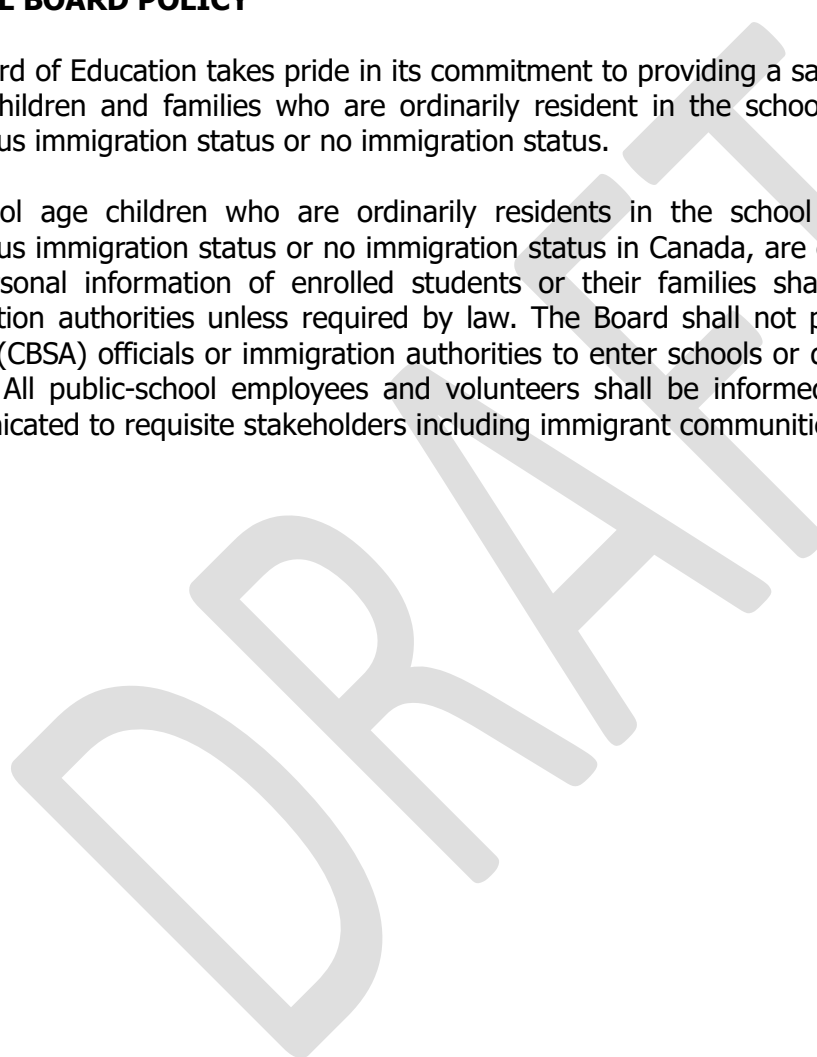 L BOARD POLICY
rd of Education takes pride in its commitment to providing a sa
hildren and families who are ordinarily resident in the schoo
us immigration status or no immigration status.
ol age children who are ordinarily residents in the school
us immigration status or no immigration status in Canada, are
sonal information of enrolled students or their families sha
tion authorities unless required by law. The Board shall not p
(CBSA) officials or immigration authorities to enter schools or
All public-school employees and volunteers shall be informed
nicated to requisite stakeholders including immigrant communiti
DRAFT